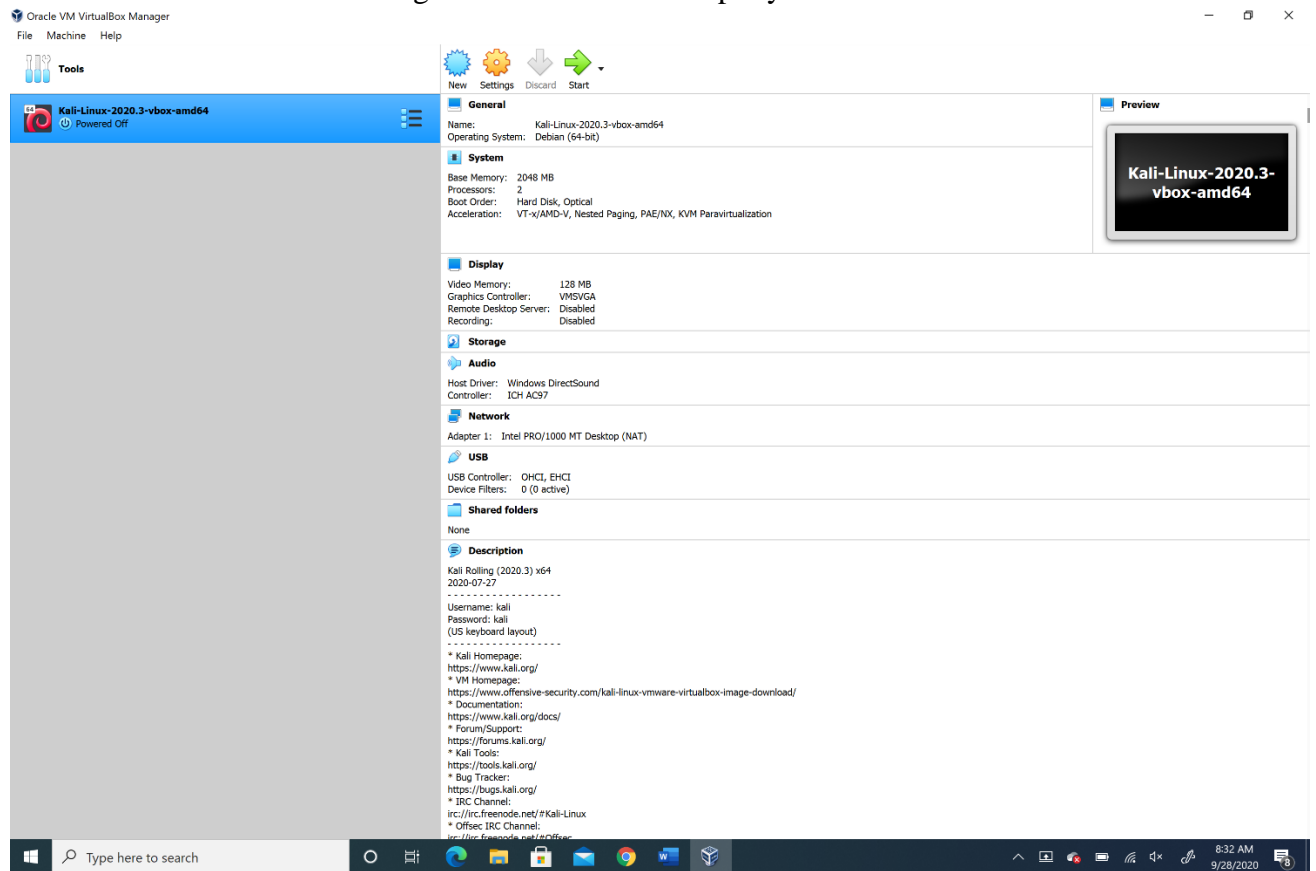 Oracle VM VirtualBox Manager
File Machine Help
Tools
New Settings Discard Start
64
Kali-Linux-2020.3-vbox-amd64
Powered Off
General
Name: Kali-Linux-2020.3-vbox-amd64
Operating System: Debian (64-bit)
Preview
Kali-Linux-2020.3-
vbox-amd64
System
Base Memory: 2048 MB
Processors: 2
Boot Order: Hard Disk, Optical
Acceleration: VT-x/AMD-V, Nested Paging, PAE/NX, KVM Paravirtualization
Display
Video Memory: 128 MB
Graphics Controller: VMSVGA
Remote Desktop Server: Disabled
Recording: Disabled
Storage
Audio
Host Driver: Windows DirectSound
Controller: ICH AC97
Network
Adapter 1: Intel PRO/1000 MT Desktop (NAT)
USB
USB Controller: OHCI, EHCI
Device Filters: 0 (0 active)
Shared folders
None
Description
Kali Rolling (2020.3) x64
2020-07-27
- - - - - - - - - - - - - - - - - -
Username: kali
Password: kali
(US keyboard layout)
- - - - - - - - - - - - - - - - - -
* Kali Homepage:
https://www.kali.org/
* VM Homepage:
https://www.offensive-security.com/kali-linux-vmware-virtualbox-image-download/
* Documentation:
https://www.kali.org/docs/
* Forum/Support:
https://forums.kali.org/
* Kali Tools:
https://tools.kali.org/
* Bug Tracker:
https://bugs.kali.org/
* IRC Channel:
irc://irc.freenode.net/#Kali-Linux
* Offsec IRC Channel:
irc://irc.freenode.net/#Offsec
Type here to search
8:32 AM
9/28/2020
8